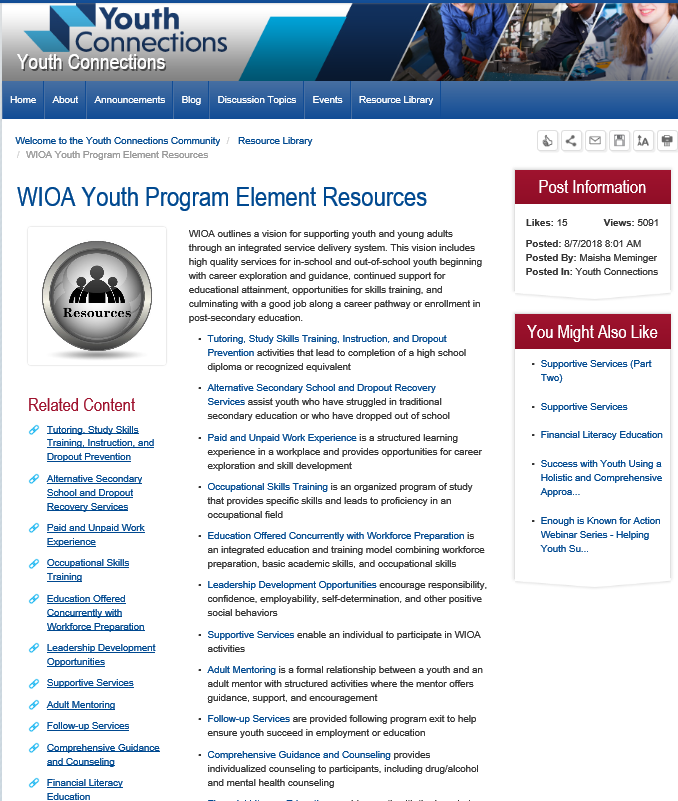 Youth
Connections
Youth Connections
Home
About
Announcements
Blog
Discussion Topics
Events
Resource Library
Welcome to the Youth Connections Community / Resource Library
/ WIOA Youth Program Element Resources
WIOA Youth Program Element Resources
Resources
Related Content
Tutoring, Study Skills
Training, Instruction, and
Dropout Prevention
Alternative Secondary
School and Dropout
Recovery Services
Paid and Unpaid Work
Experience
Occupational Skills
Training
Education Offered
Concurrently with
Workforce Preparation
Leadership Development
Opportunities
Supportive Services
Adult Mentoring
Follow-up Services
Comprehensive Guidance
and Counseling
Financial Literacy
Education
WIOA outlines a vision for supporting youth and young adults
through an integrated service delivery system. This vision includes
high quality services for in-school and out-of-school youth beginning
with career exploration and guidance, continued support for
educational attainment, opportunities for skills training, and
culminating with a good job along a career pathway or enrollment in
post-secondary education.
• Tutoring, Study Skills Training, Instruction, and Dropout
Prevention activities that lead to completion of a high school
diploma or recognized equivalent
• Alternative Secondary School and Dropout Recovery
Services assist youth who have struggled in traditional
secondary education or who have dropped out of school
• Paid and Unpaid Work Experience is a structured learning
experience in a workplace and provides opportunities for career
exploration and skill development
• Occupational Skills Training is an organized program of study
that provides specific skills and leads to proficiency in an
occupational field
• Education Offered Concurrently with Workforce Preparation is
an integrated education and training model combining workforce
preparation, basic academic skills, and occupational skills
• Leadership Development Opportunities encourage responsibility,
confidence, employability, self-determination, and other positive
social behaviors
• Supportive Services enable an individual to participate in WIOA
activities
• Adult Mentoring is a formal relationship between a youth and an
adult mentor with structured activities where the mentor offers
guidance, support, and encouragement
• Follow-up Services are provided following program exit to help
ensure youth succeed in employment or education
• Comprehensive Guidance and Counseling provides
individualized counseling to participants, including drug/alcohol
and mental health counseling
Post Information
Likes: 15 Views: 5091
Posted: 8/7/2018 8:01 AM
Posted By: Maisha Meminger
Posted In: Youth Connections
You Might Also Like
• Supportive Services (Part
Two)
• Supportive Services
• Financial Literacy Education
• Success with Youth Using a
Holistic and Comprehensive
Approa...
• Enough is Known for Action
Webinar Series - Helping
Youth Su...